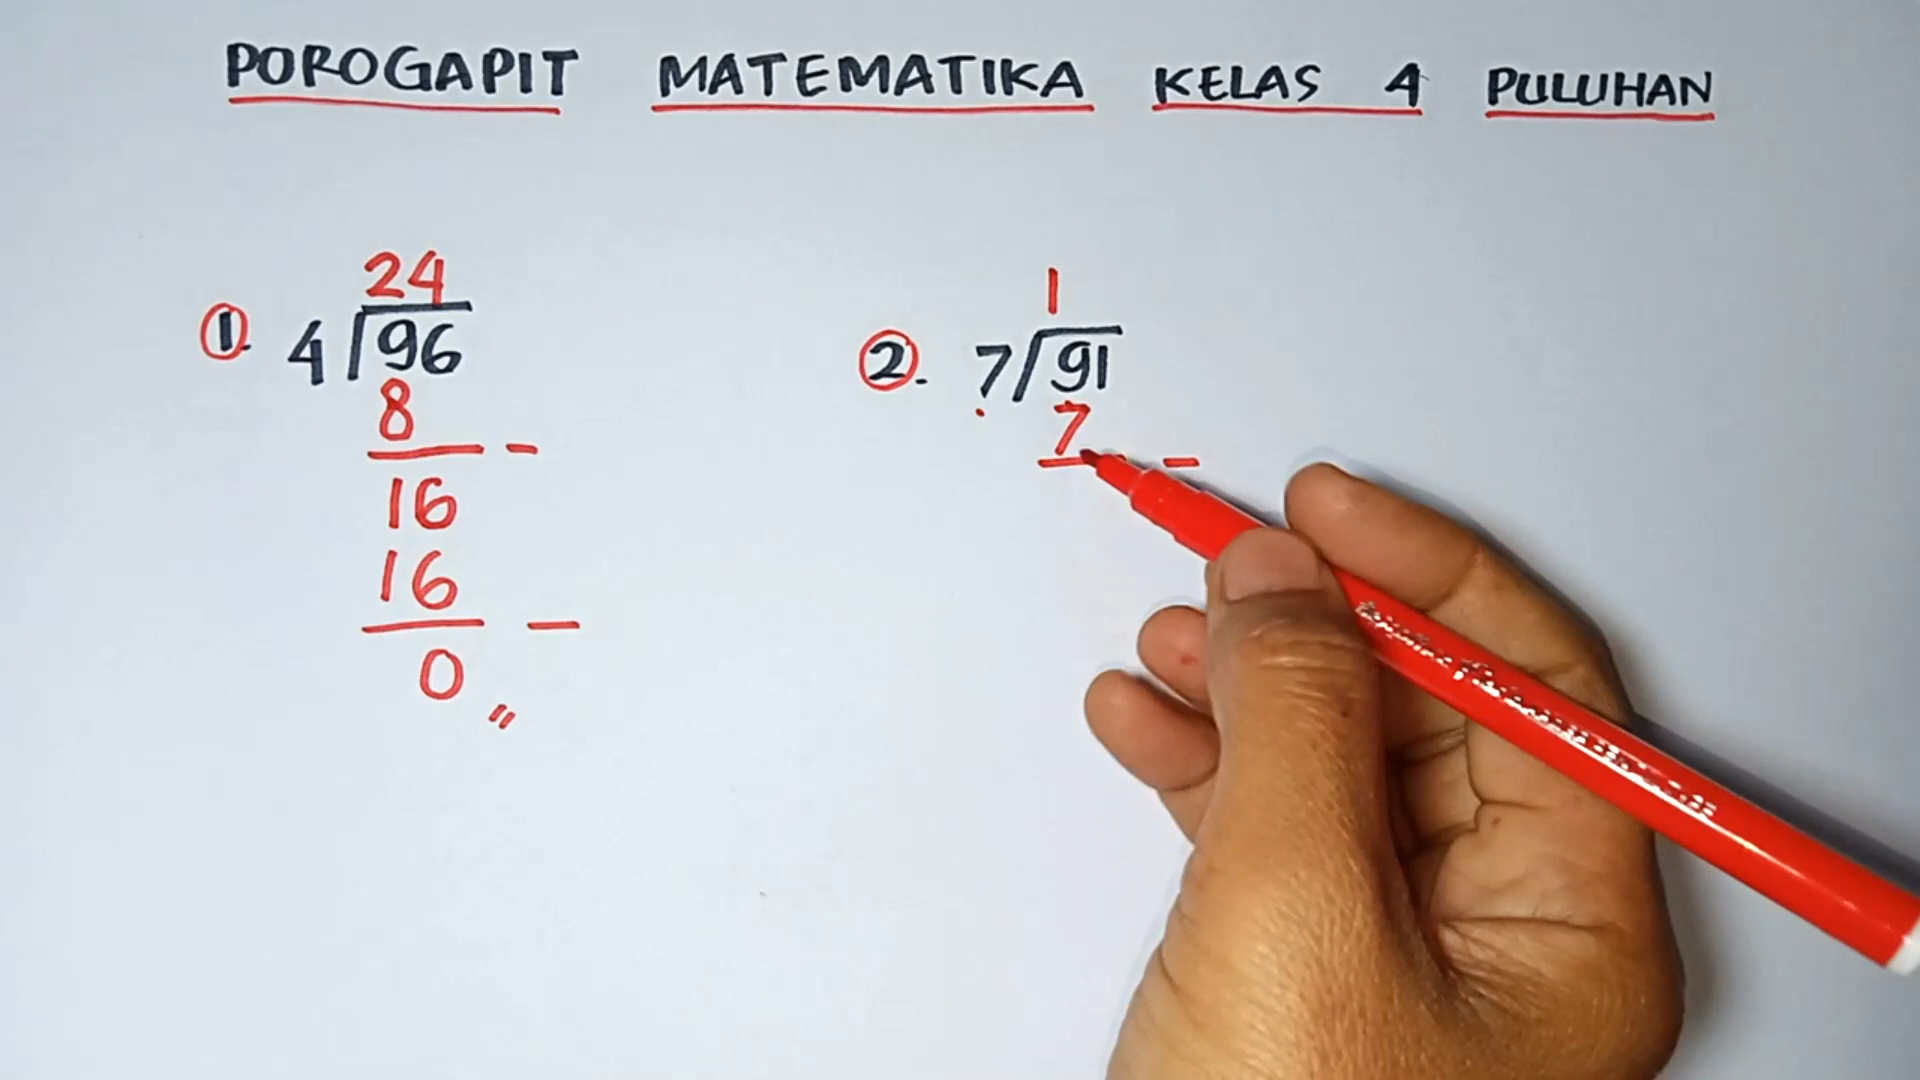 POROGAPIT MATEMATIKA KELAS 4 PULUHAN
24
1. 4 96
8 -
16
16 -
0 "
1
2. 7 91
7 -